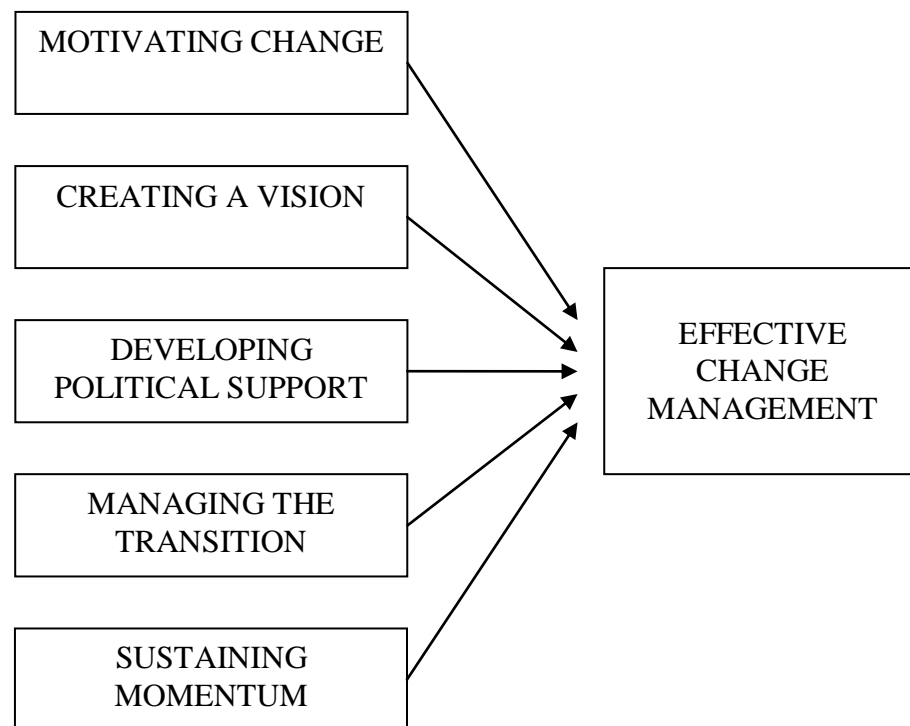 MOTIVATING CHANGE
CREATING A VISION
DEVELOPING
POLITICAL SUPPORT
MANAGING THE
TRANSITION
SUSTAINING
MOMENTUM
EFFECTIVE
CHANGE
MANAGEMENT